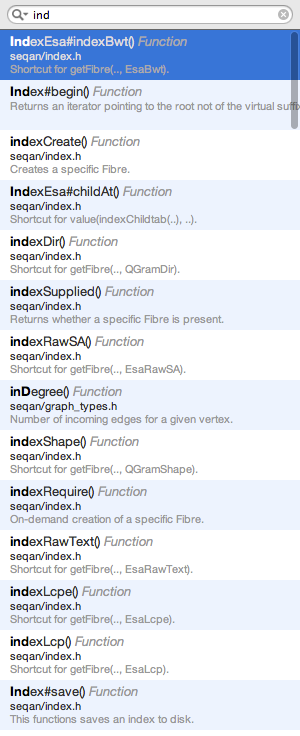 ind
IndexEsa#indexBwt() Function
seqan/index.h
Shortcut for getFibre(.., EsaBwt).
Index#begin() Function
Returns an iterator pointing to the root not of the virtual suffi
indexCreate() Function
seqan/index.h
Creates a specific Fibre.
IndexEsa#childAt() Function
seqan/index.h
Shortcut for value(indexChildtab(..), ..).
indexDir() Function
seqan/index.h
Shortcut for getFibre(.., QGramDir).
indexSupplied() Function
seqan/index.h
Returns whether a specific Fibre is present.
indexRawSA() Function
seqan/index.h
Shortcut for getFibre(.., EsaRawSA).
inDegree() Function
seqan/graph_types.h
Number of incoming edges for a given vertex.
indexShape() Function
seqan/index.h
Shortcut for getFibre(.., QGramShape).
indexRequire() Function
seqan/index.h
On-demand creation of a specific Fibre.
indexRawText() Function
seqan/index.h
Shortcut for getFibre(.., EsaRawText).
indexLcpe() Function
seqan/index.h
Shortcut for getFibre(.., EsaLcpe).
indexLcp() Function
seqan/index.h
Shortcut for getFibre(.., EsaLcp).
Index#save() Function
seqan/index.h
This functions saves an index to disk.